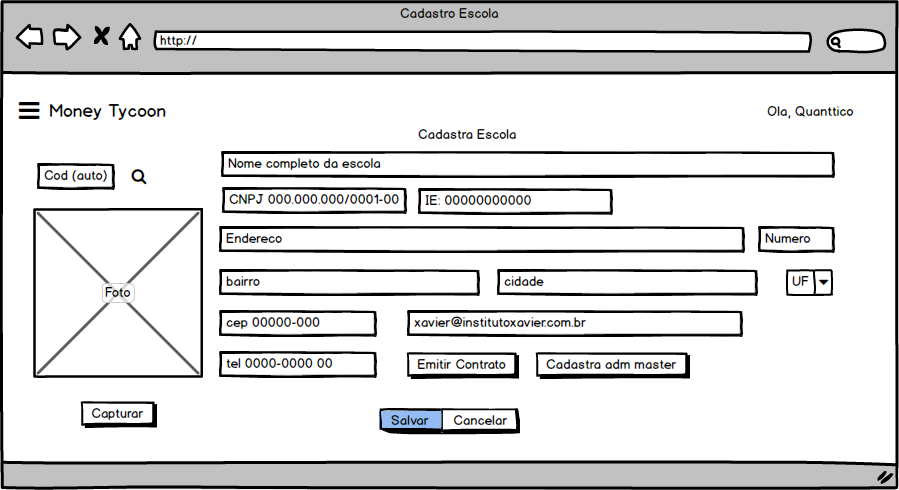 Cadastro Escola
http://
Money Tycoon
Ola, Quanttico
Cadastra Escola
Cod (auto)
Nome completo da escola
CNPJ 000.000.000/0001-00
IE: 00000000000
Endereco
Numero
Foto
bairro
cidade
UF
cep 00000-000
xavier@institutoxavier.com.br
tel 0000-0000 00
Emitir Contrato
Cadastra adm master
Capturar
Salvar
Cancelar